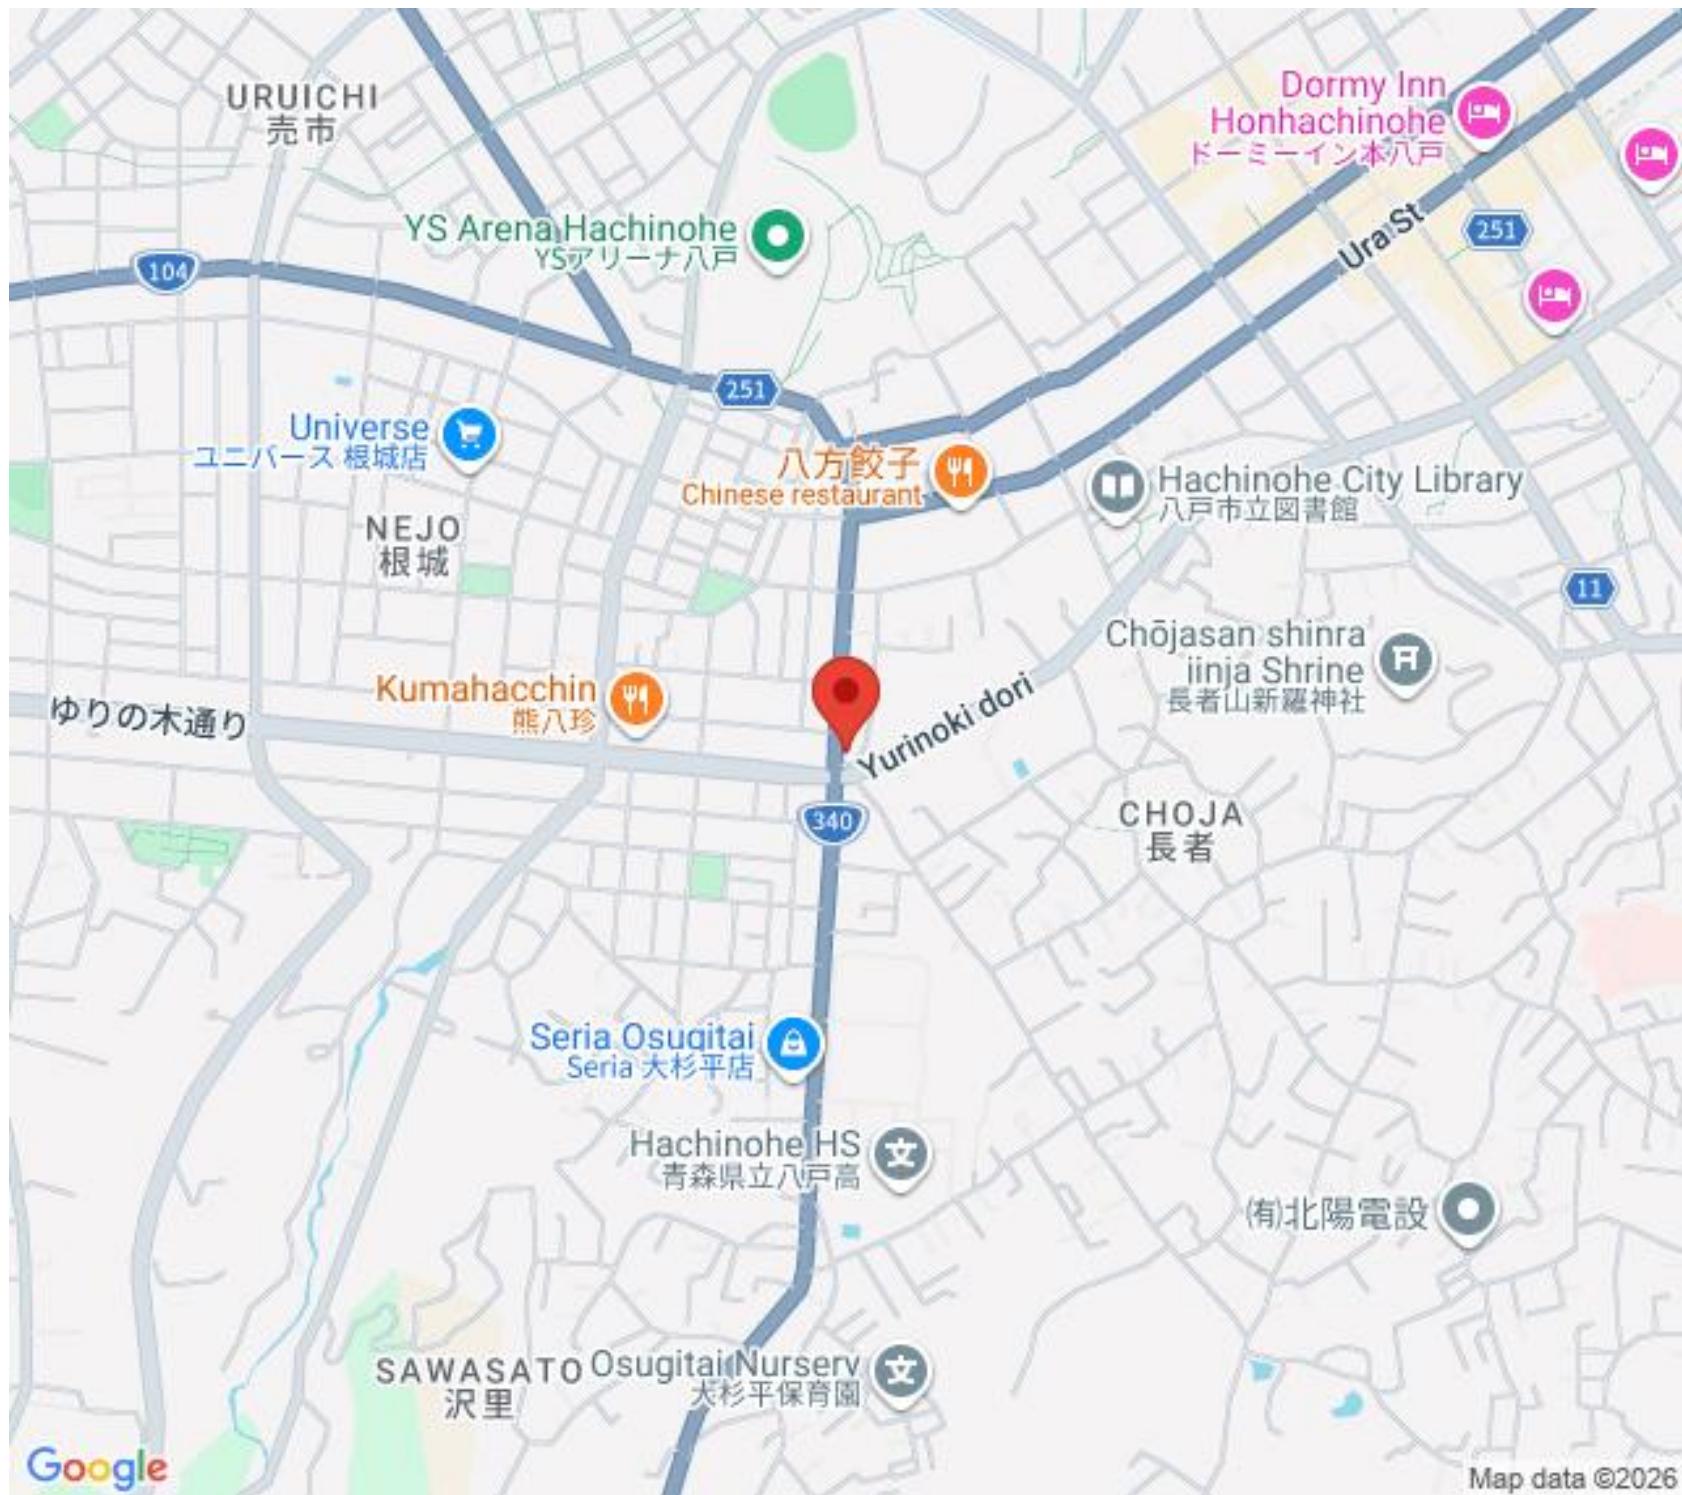 URUICHI
売市
Dormy Inn
Honhachinohe
ドーミーイン本八戸
YS Arena Hachinohe
YSアリーナ八戸
251
Ura St
104
251
Universe
ユニバース 根城店
八方餃子
Chinese restaurant
Hachinohe City Library
八戸市立図書館
NEJO
根城
11
Chōjasan shinra
jinja Shrine
長者山新羅神社
Kumahacchin
熊八珍
ゆりの木通り
Yurinoki dori
340
CHOJA
長者
Seria Osugitai
Seria 大杉平店
Hachinohe HS
青森県立八戸高
文
㈲北陽電設
SAWASATO
沢里
Osugitai Nursery
大杉平保育園
文
Google
Map data ©2026